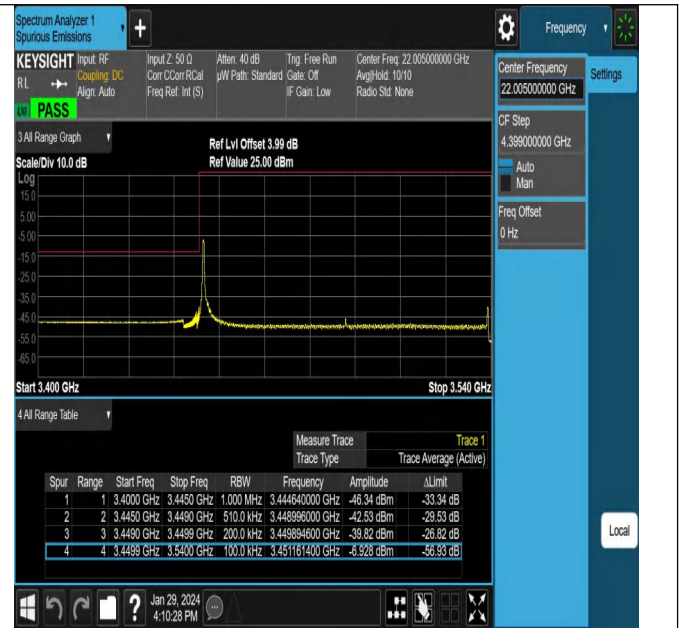 Spectrum Analyzer 1
Spurious Emissions
+
Frequency
KEYSIGHT
RL
PASS
Input: RF
Coupling: DC
Align: Auto
Input Z: 50 Ω
Corr CCorr RCal
Freq Ref: Int (S)
Atten: 40 dB
µW Path: Standard
Trig: Free Run
Gate: Off
IF Gain: Low
Center Freq: 22.005000000 GHz
Avg|Hold: 10/10
Radio Std: None
Center Frequency
22.005000000 GHz
Settings
CF Step
4.399000000 GHz
Auto
Man
Freq Offset
0 Hz
3 All Range Graph
Scale/Div 10.0 dB
Ref Lvl Offset 3.99 dB
Ref Value 25.00 dBm
Log
15.0
5.00
-5.00
-15.0
-25.0
-35.0
-45.0
-55.0
-65.0
Start 3.400 GHz
Stop 3.540 GHz
4 All Range Table
Measure Trace Trace 1
Trace Type Trace Average (Active)
Spur Range Start Freq Stop Freq RBW Frequency Amplitude ΔLimit
1 1 3.4000 GHz 3.4450 GHz 1.000 MHz 3.444640000 GHz -46.34 dBm -33.34 dB
2 2 3.4450 GHz 3.4490 GHz 510.0 kHz 3.448996000 GHz -42.53 dBm -29.53 dB
3 3 3.4490 GHz 3.4499 GHz 200.0 kHz 3.449894600 GHz -39.82 dBm -26.82 dB
4 4 3.4499 GHz 3.5400 GHz 100.0 kHz 3.451161400 GHz -6.928 dBm -56.93 dB
Local
?
Jan 29, 2024
4:10:28 PM